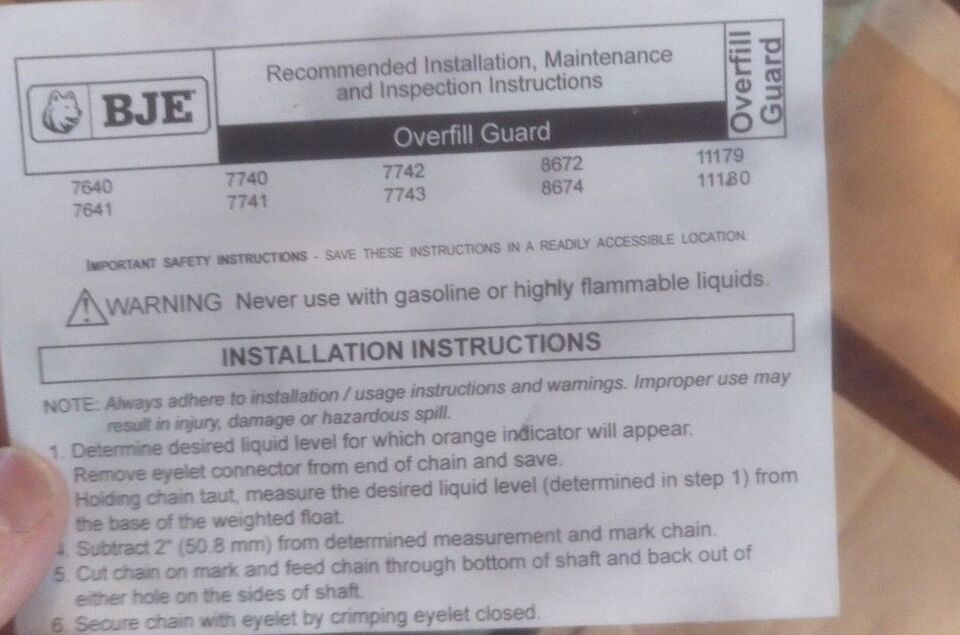 BJE
Recommended Installation, Maintenance
and Inspection Instructions
Overfill Guard
Overfill
Guard
7640 7740 7742 8672 11179
7641 7741 7743 8674 11180
IMPORTANT SAFETY INSTRUCTIONS - SAVE THESE INSTRUCTIONS IN A READILY ACCESSIBLE LOCATION.
WARNING Never use with gasoline or highly flammable liquids.
INSTALLATION INSTRUCTIONS
NOTE: Always adhere to installation / usage instructions and warnings. Improper use may
result in injury, damage or hazardous spill.
1. Determine desired liquid level for which orange indicator will appear.
Remove eyelet connector from end of chain and save.
Holding chain taut, measure the desired liquid level (determined in step 1) from
the base of the weighted float.
4. Subtract 2" (50.8 mm) from determined measurement and mark chain.
5. Cut chain on mark and feed chain through bottom of shaft and back out of
either hole on the sides of shaft.
6. Secure chain with eyelet by crimping eyelet closed.